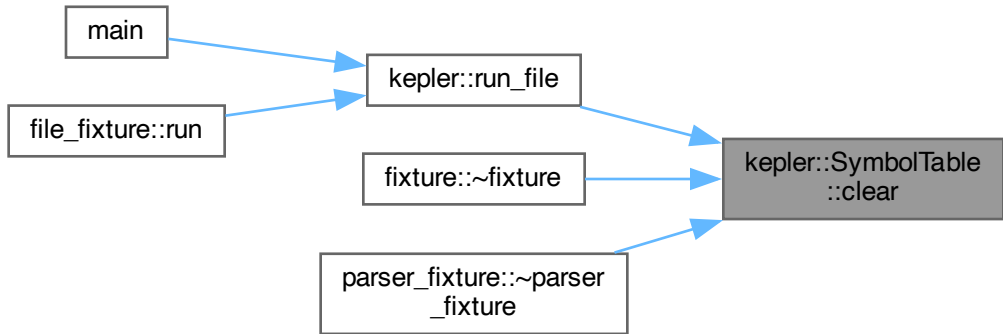 main
kepler::run_file
file_fixture::run
kepler::SymbolTable
::clear
fixture::~fixture
parser_fixture::~parser
_fixture